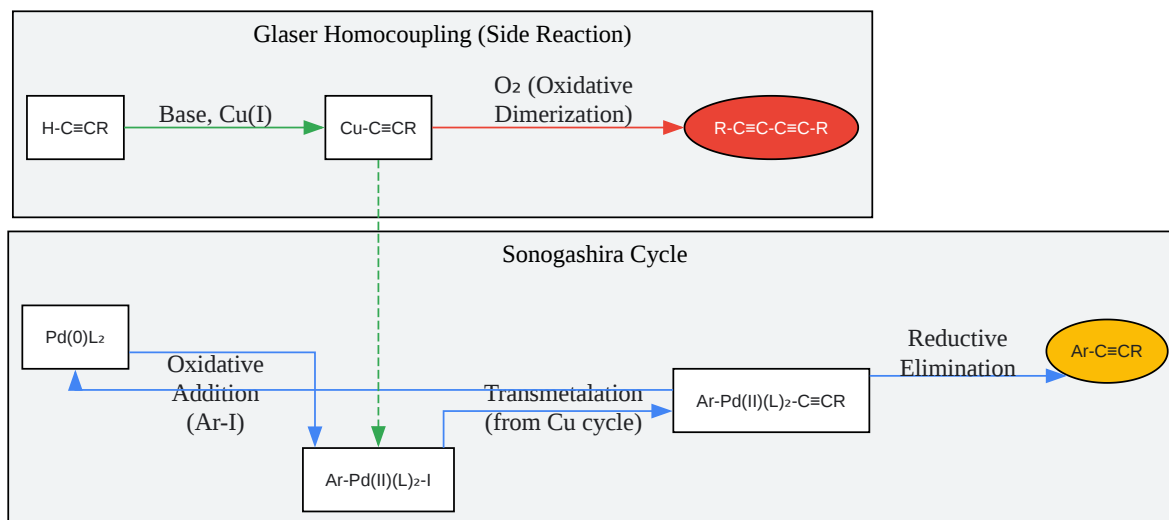 Glaser Homocoupling (Side Reaction)
H-C≡CR
Base, Cu(I)
Cu-C≡CR
O₂ (Oxidative
Dimerization)
R-C≡C-C≡C-R
Sonogashira Cycle
Pd(0)L₂
Oxidative
Addition
(Ar-I)
Ar-Pd(II)(L)₂-I
Transmetalation
(from Cu cycle)
Ar-Pd(II)(L)₂-C≡CR
Reductive
Elimination
Ar-C≡CR